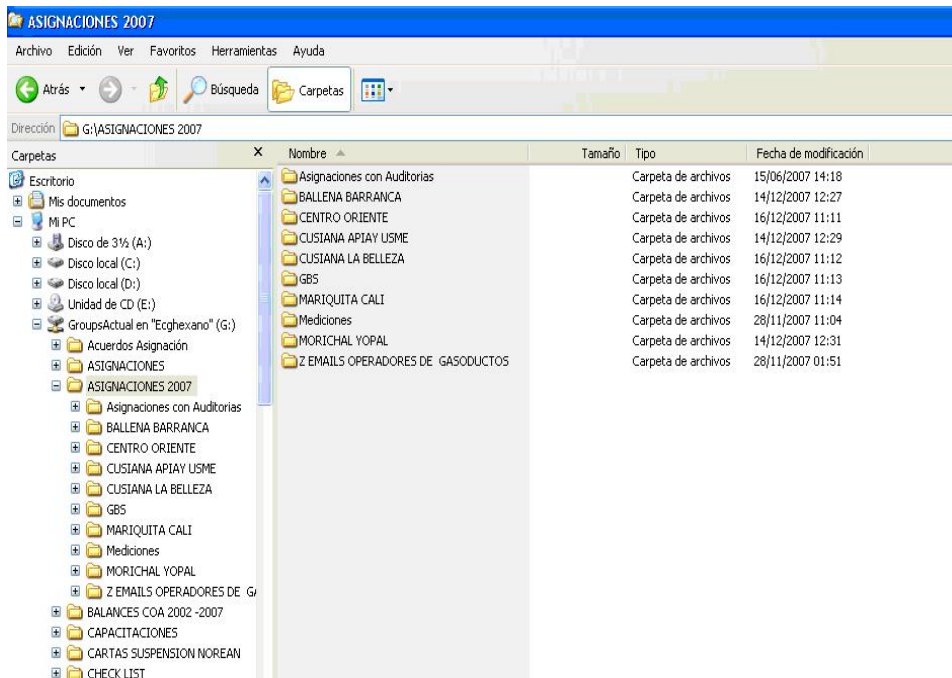 ASIGNACIONES 2007
Archivo Edición Ver Favoritos Herramientas Ayuda
Atrás Búsqueda Carpetas
Dirección G:\ASIGNACIONES 2007
Carpetas X
Escritorio
Mis documentos
Mi PC
Disco de 3½ (A:)
Disco local (C:)
Disco local (D:)
Unidad de CD (E:)
GroupsActual en "Ecghexano" (G:)
Acuerdos Asignación
ASIGNACIONES
ASIGNACIONES 2007
Asignaciones con Auditorias
BALLENA BARRANCA
CENTRO ORIENTE
CUSIANA APIAY USME
CUSIANA LA BELLEZA
GBS
MARIQUITA CALI
Mediciones
MORICHAL YOPAL
Z EMAILS OPERADORES DE
BALANCES COA 2002 -2007
CAPACITACIONES
CARTAS SUSPENSION NOREAN
CHECK LIST
Nombre Tamaño Tipo Fecha de modificación
Asignaciones con Auditorias Carpeta de archivos 15/06/2007 14:18
BALLENA BARRANCA Carpeta de archivos 14/12/2007 12:27
CENTRO ORIENTE Carpeta de archivos 16/12/2007 11:11
CUSIANA APIAY USME Carpeta de archivos 14/12/2007 12:29
CUSIANA LA BELLEZA Carpeta de archivos 16/12/2007 11:12
GBS Carpeta de archivos 16/12/2007 11:13
MARIQUITA CALI Carpeta de archivos 16/12/2007 11:14
Mediciones Carpeta de archivos 28/11/2007 11:04
MORICHAL YOPAL Carpeta de archivos 14/12/2007 12:31
Z EMAILS OPERADORES DE GASODUCTOS Carpeta de archivos 28/11/2007 01:51